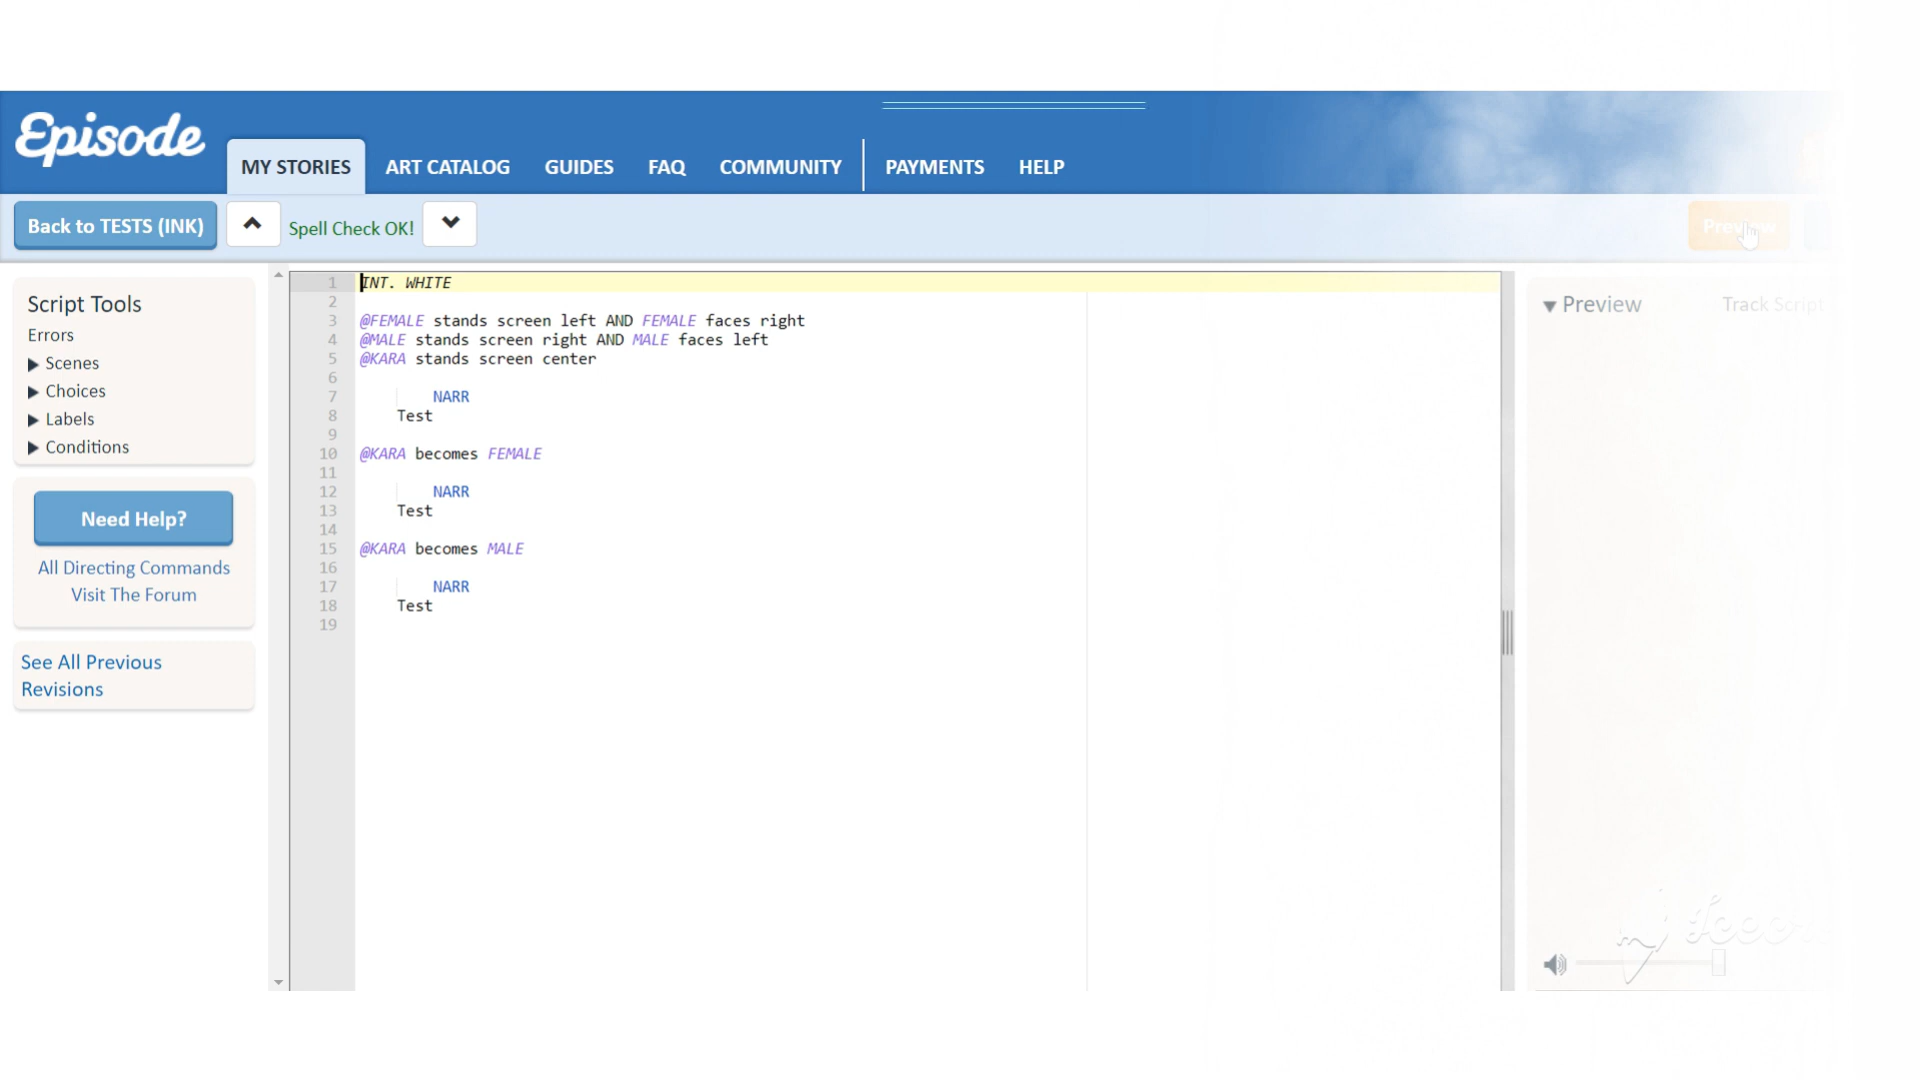 Episode
MY STORIES ART CATALOG GUIDES FAQ COMMUNITY PAYMENTS HELP
Back to TESTS (INK) Spell Check OK! Preview
Script Tools
Errors
Scenes
Choices
Labels
Conditions
Need Help?
All Directing Commands
Visit The Forum
See All Previous
Revisions
1 INT. WHITE
2
3 @FEMALE stands screen left AND FEMALE faces right
4 @MALE stands screen right AND MALE faces left
5 @KARA stands screen center
6
7 NARR
8 Test
9
10 @KARA becomes FEMALE
11
12 NARR
13 Test
14
15 @KARA becomes MALE
16
17 NARR
18 Test
19
Preview Track Script